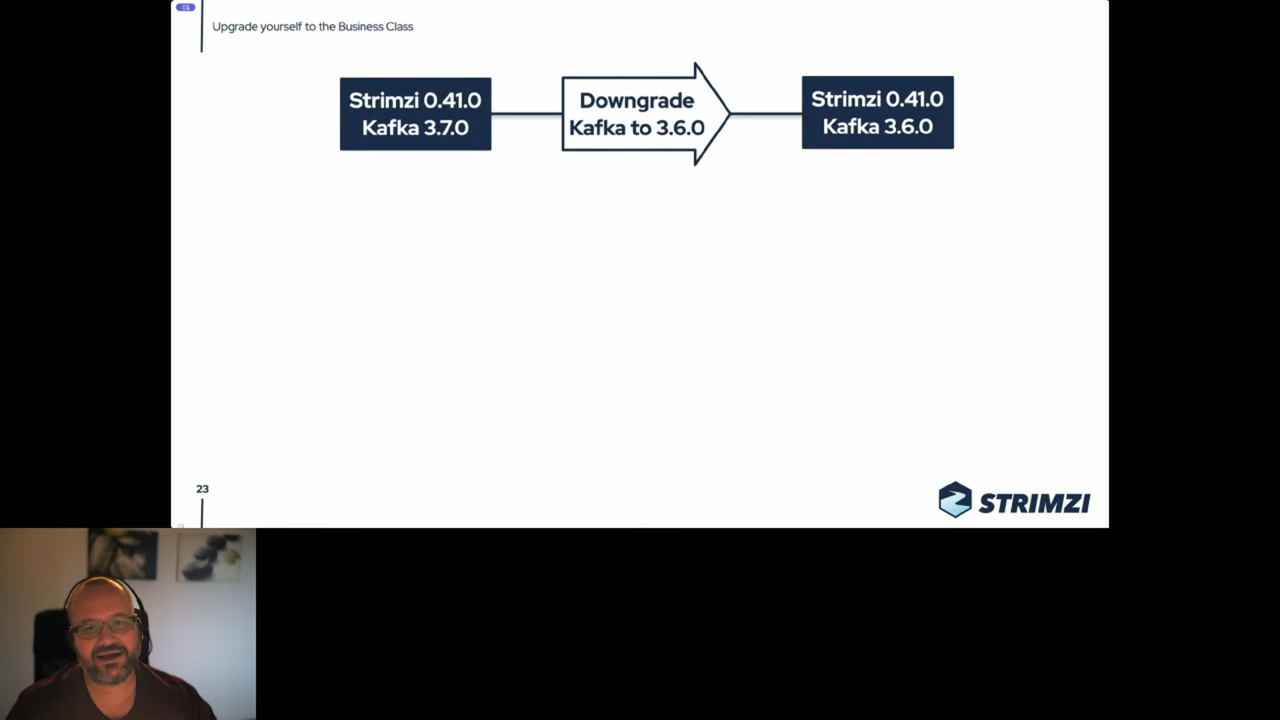 Upgrade yourself to the Business Class
Strimzi 0.41.0
Kafka 3.7.0
Downgrade
Kafka to 3.6.0
Strimzi 0.41.0
Kafka 3.6.0
23
STRIMZI